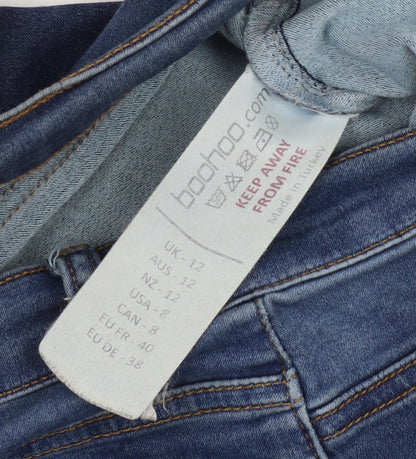 boohoo.com
KEEP AWAY
FROM FIRE
Made in Turkey
UK - 12
AUS - 12
NZ - 12
USA - 8
CAN - 8
EU FR - 40
EU DE - 38